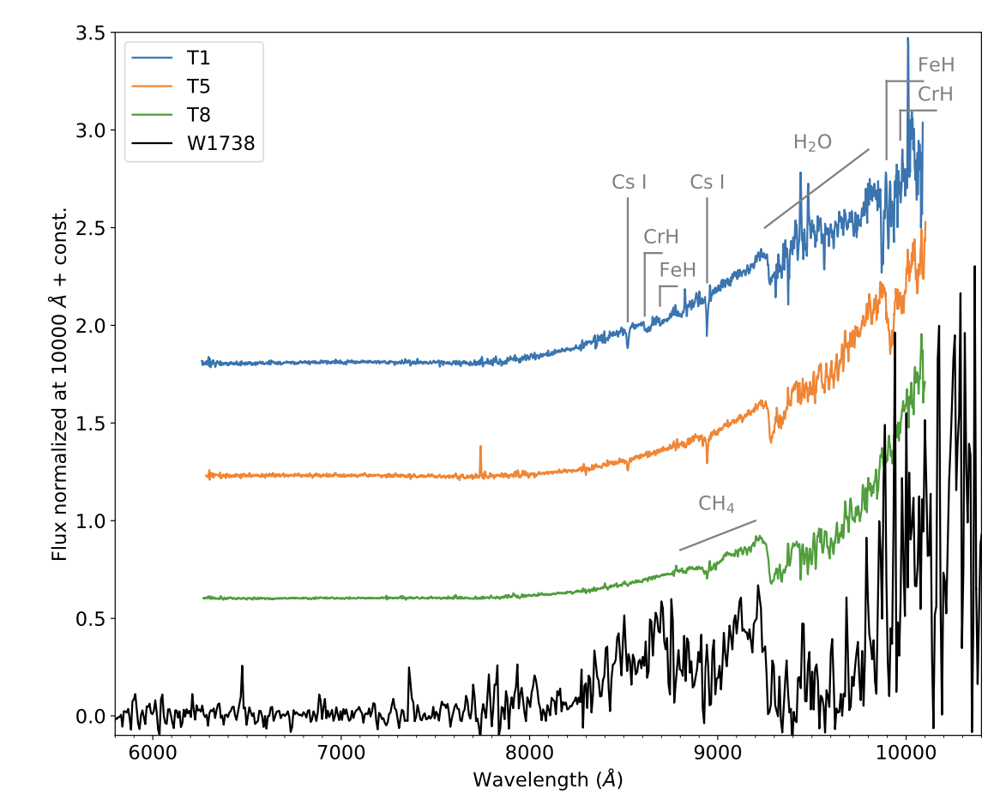 3.5
3.0
2.5
2.0
1.5
1.0
0.5
0.0
Flux normalized at 10000 Å + const.
T1
T5
T8
W1738
FeH
CrH
H₂O
Cs I
Cs I
CrH
FeH
CH₄
6000 7000 8000 9000 10000
Wavelength (Å)